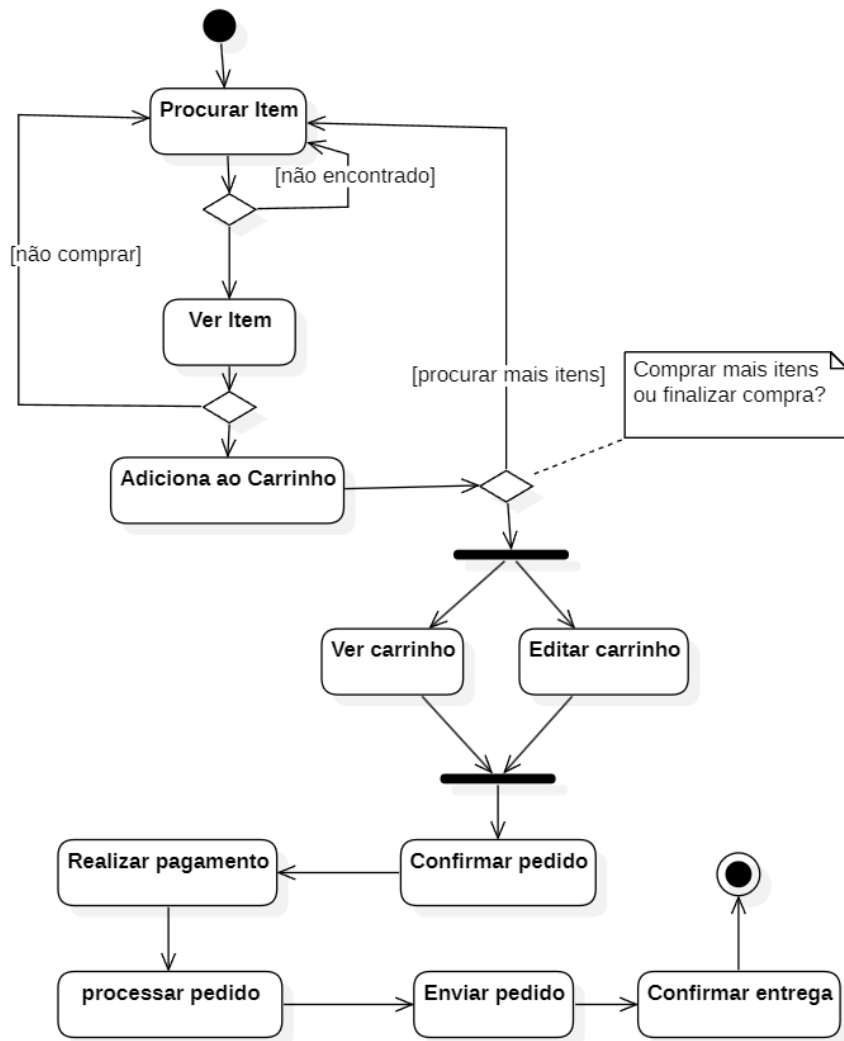 Procurar Item
[não encontrado]
[não comprar]
Ver Item
[procurar mais itens]
Comprar mais itens
ou finalizar compra?
Adiciona ao Carrinho
Ver carrinho
Editar carrinho
Realizar pagamento
Confirmar pedido
processar pedido
Enviar pedido
Confirmar entrega